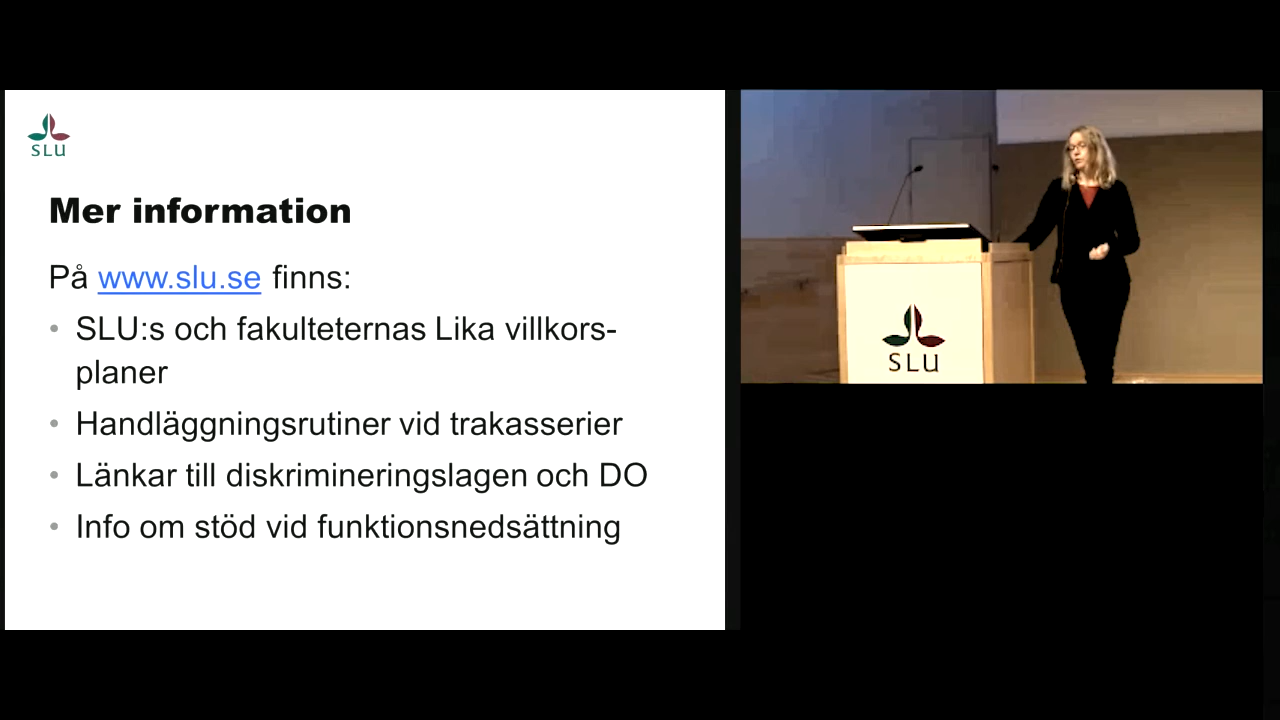 SLU
Mer information
På www.slu.se finns:
• SLU:s och fakulteternas Lika villkors-
planer
• Handläggningsrutiner vid trakasserier
• Länkar till diskrimineringslagen och DO
• Info om stöd vid funktionsnedsättning
SLU